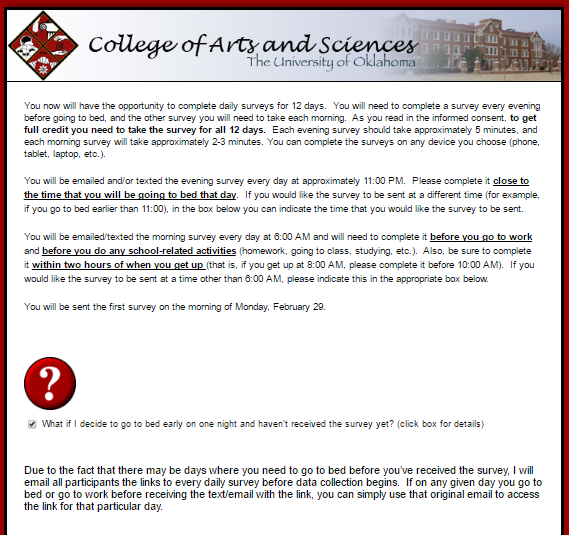 College of Arts and Sciences
The University of Oklahoma
You now will have the opportunity to complete daily surveys for 12 days. You will need to complete a survey every evening
before going to bed, and the other survey you will need to take each morning. As you read in the informed consent, to get
full credit you need to take the survey for all 12 days. Each evening survey should take approximately 5 minutes, and
each morning survey will take approximately 2-3 minutes. You can complete the surveys on any device you choose (phone,
tablet, laptop, etc.).
You will be emailed and/or texted the evening survey every day at approximately 11:00 PM. Please complete it close to
the time that you will be going to bed that day. If you would like the survey to be sent at a different time (for example,
if you go to bed earlier than 11:00), in the box below you can indicate the time that you would like the survey to be sent.
You will be emailed/texted the morning survey every day at 6:00 AM and will need to complete it before you go to work
and before you do any school-related activities (homework, going to class, studying, etc.). Also, be sure to complete
it within two hours of when you get up (that is, if you get up at 8:00 AM, please complete it before 10:00 AM). If you
would like the survey to be sent at a time other than 6:00 AM, please indicate this in the appropriate box below.
You will be sent the first survey on the morning of Monday, February 29.
?
What if I decide to go to bed early on one night and haven't received the survey yet? (click box for details)
Due to the fact that there may be days where you need to go to bed before you've received the survey, I will
email all participants the links to every daily survey before data collection begins. If on any given day you go to
bed or go to work before receiving the text/email with the link, you can simply use that original email to access
the link for that particular day.